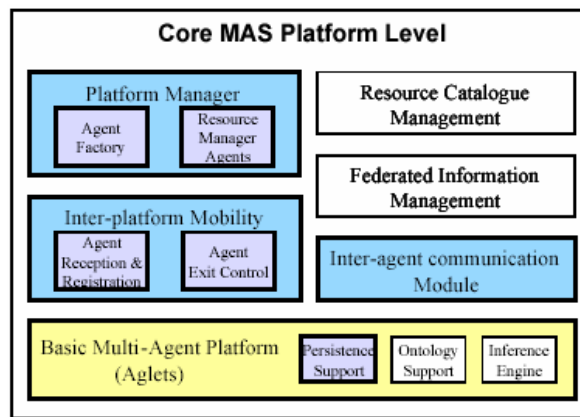 Core MAS Platform Level
Platform Manager
Agent
Factory
Resource
Manager
Agents
Resource Catalogue
Management
Federated Information
Management
Inter-platform Mobility
Agent
Reception &
Registration
Agent
Exit Control
Inter-agent communication
Module
Basic Multi-Agent Platform
(Aglets)
Persistence
Support
Ontology
Support
Inference
Engine